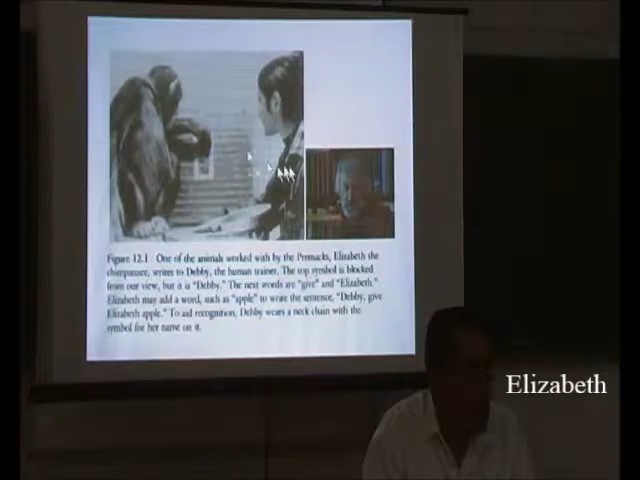 Figure 12.1 One of the animals worked with by the Premacks, Elizabeth the
chimpanzee, writes to Debby, the human trainer. The top symbol is blocked
from our view, but it is "Debby." The next words are "give" and "Elizabeth."
Elizabeth may add a word, such as "apple" to write the sentence, "Debby, give
Elizabeth apple." To aid recognition, Debby wears a neck chain with the
symbol for her name on it.
Elizabeth